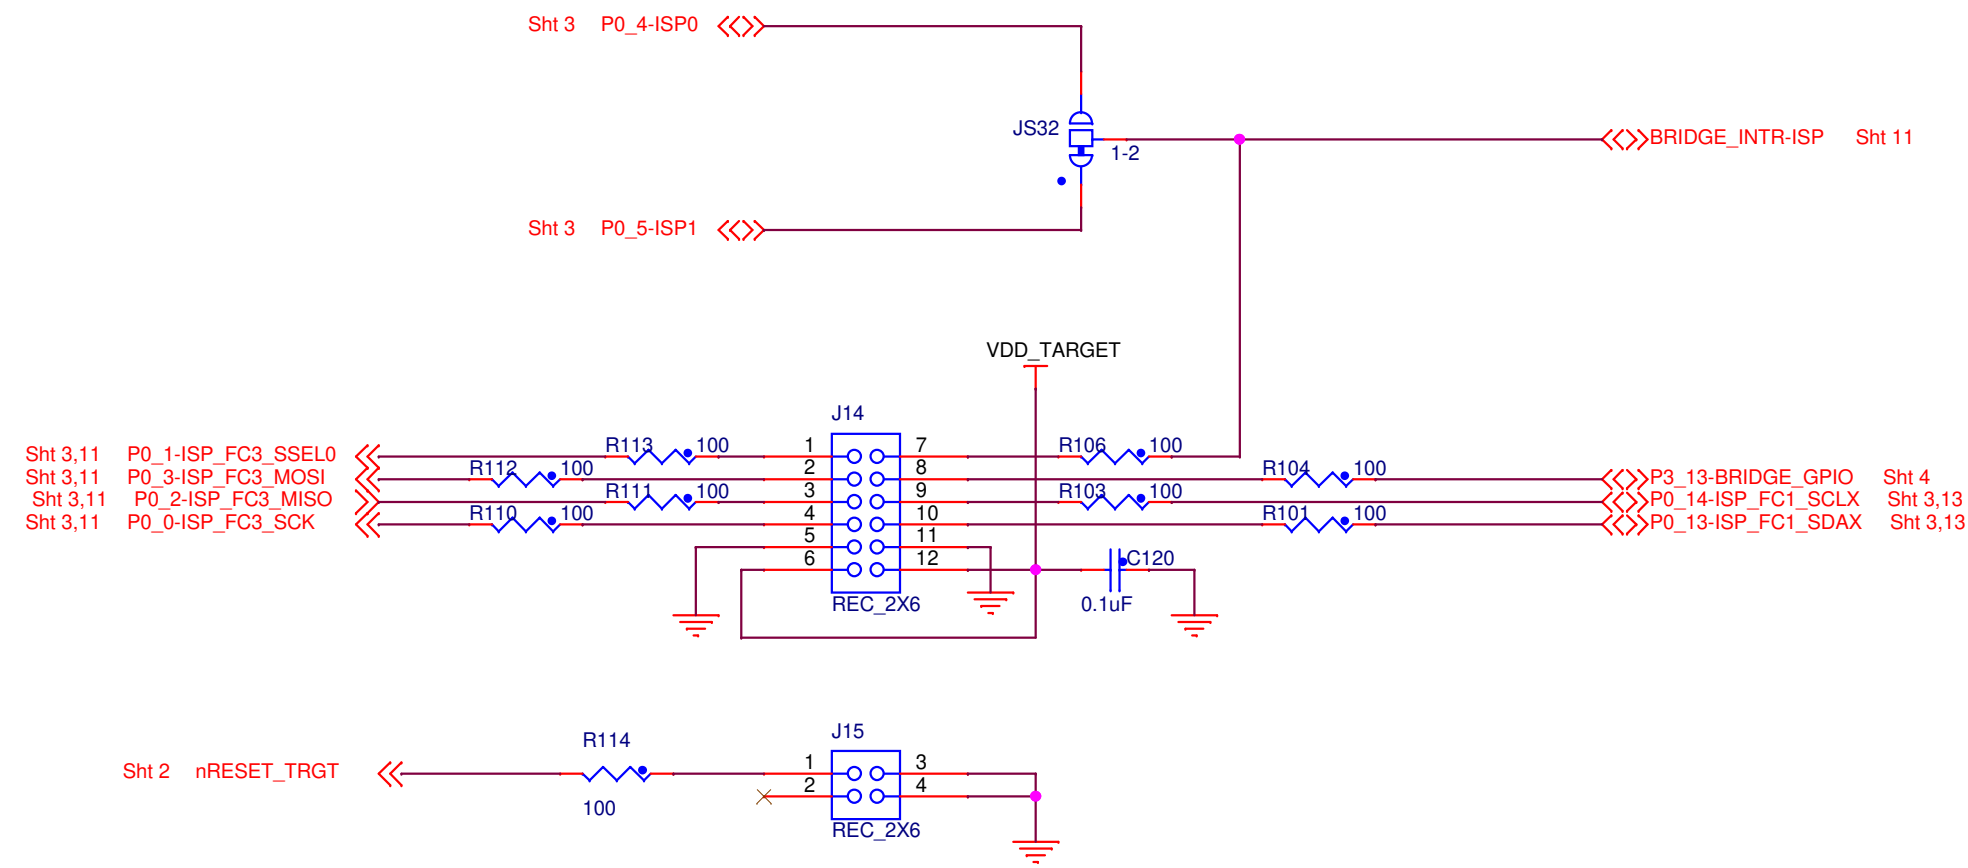 Sht 3 P0_4-ISP0
JS32
1-2
BRIDGE_INTR-ISP Sht 11
Sht 3 P0_5-ISP1
VDD_TARGET
J14
Sht 3,11 P0_1-ISP_FC3_SSEL0 R113 100 1 7 R106 100
Sht 3,11 P0_3-ISP_FC3_MOSI R112 100 2 8 R104 100 P3_13-BRIDGE_GPIO Sht 4
Sht 3,11 P0_2-ISP_FC3_MISO R111 100 3 9 R103 100 P0_14-ISP_FC1_SCLX Sht 3,13
Sht 3,11 P0_0-ISP_FC3_SCK R110 100 4 10 R101 100 P0_13-ISP_FC1_SDAX Sht 3,13
5 11
6 12 C120
REC_2X6 0.1uF
J15
R114
Sht 2 nRESET_TRGT 1 3
2 4
100
REC_2X6